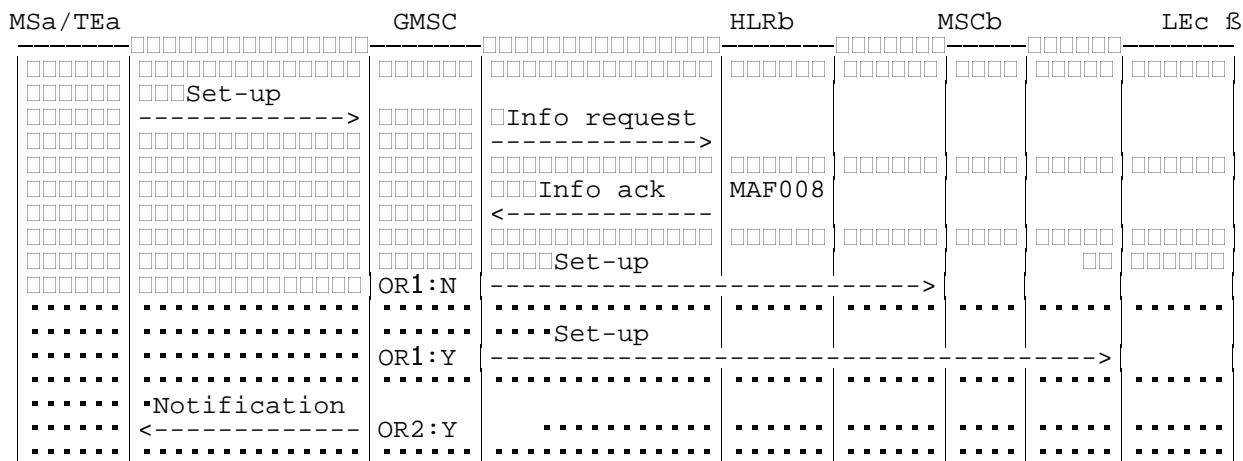 MSa/TEa GMSC HLRb MSCb LEc ß
Set-up
-------------> Info request
------------->
Info ack MAF008
<-------------
Set-up
OR1:N --------------------------->
Set-up
OR1:Y -------------------------------------->
Notification
<------------- OR2:Y